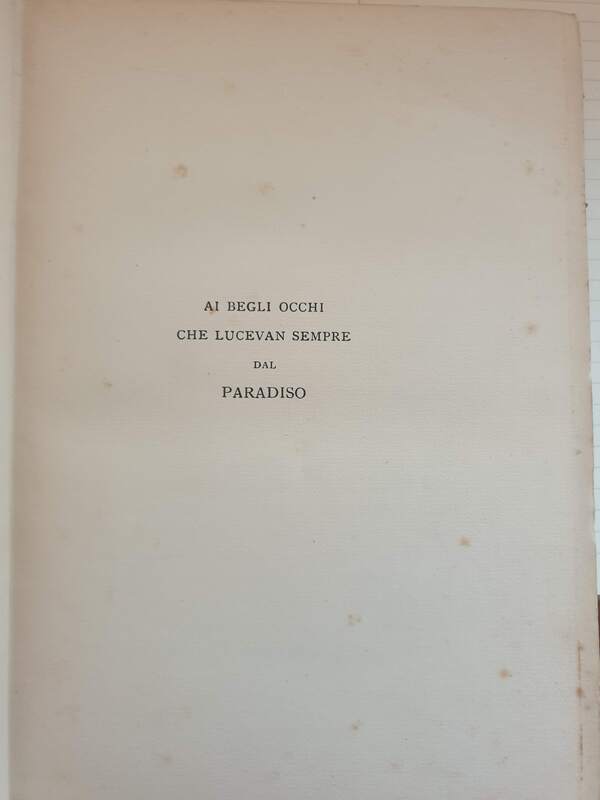 AI BEGLI OCCHI
CHE LUCEVAN SEMPRE
DAL
PARADISO